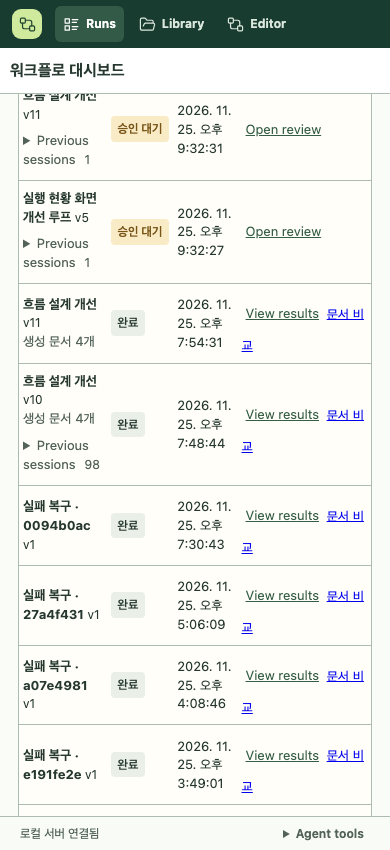 Runs
Library
Editor
워크플로 대시보드
흐름 설계 개선
v11
▶ Previous
sessions 1
승인 대기
2026. 11.
25. 오후
9:32:31
Open review
실행 현황 화면
개선 루프 v5
▶ Previous
sessions 1
승인 대기
2026. 11.
25. 오후
9:32:27
Open review
흐름 설계 개선
v11
생성 문서 4개
완료
2026. 11.
25. 오후
7:54:31
View results 문서 비
교
흐름 설계 개선
v10
생성 문서 4개
▶ Previous
sessions 98
완료
2026. 11.
25. 오후
7:48:44
View results 문서 비
교
실패 복구 ·
0094b0ac
v1
완료
2026. 11.
25. 오후
7:30:43
View results 문서 비
교
실패 복구 ·
27a4f431 v1
완료
2026. 11.
25. 오후
5:06:09
View results 문서 비
교
실패 복구 ·
a07e4981
v1
완료
2026. 11.
25. 오후
4:08:46
View results 문서 비
교
실패 복구 ·
e191fe2e v1
완료
2026. 11.
25. 오후
3:49:01
View results 문서 비
교
로컬 서버 연결됨
▶ Agent tools